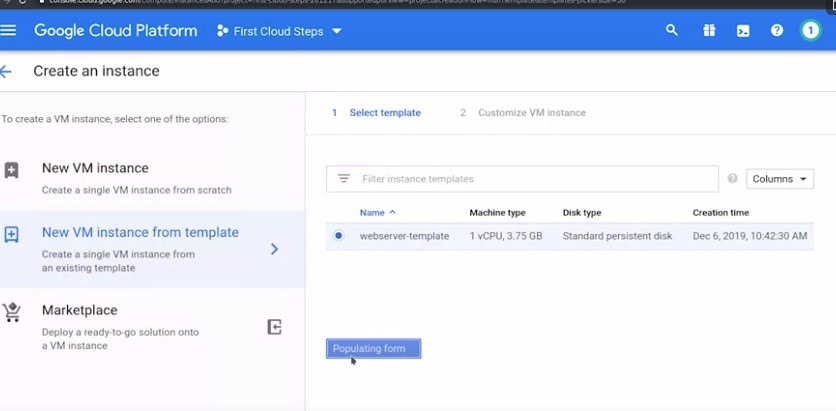 Google Cloud Platform First Cloud Steps 1
Create an instance
To create a VM instance, select one of the options:
New VM instance
Create a single VM instance from scratch
New VM instance from template
Create a single VM instance from
an existing template
Marketplace
Deploy a ready-to-go solution onto
a VM instance
1 Select template 2 Customize VM instance
Filter instance templates Columns
Name Machine type Disk type Creation time
webserver-template 1 vCPU, 3.75 GB Standard persistent disk Dec 6, 2019, 10:42:30 AM
Populating form